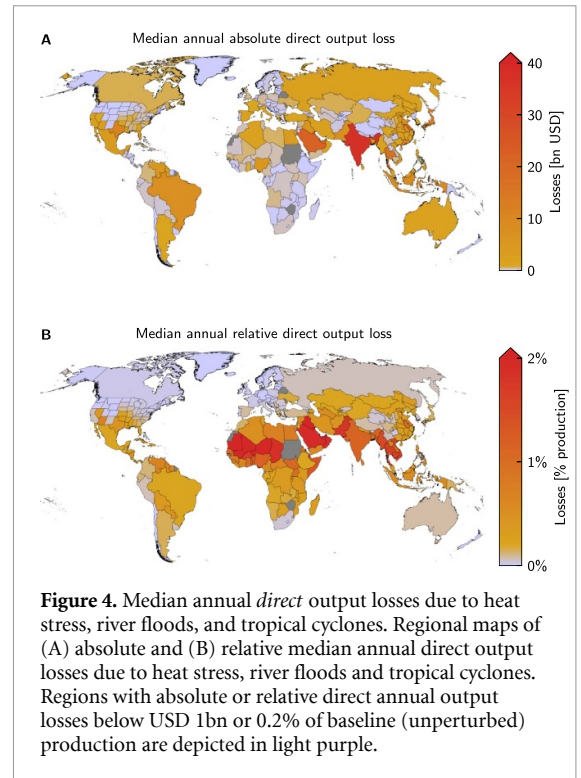 A
Median annual absolute direct output loss
40
30
20
10
0
Losses [bn USD]
B
Median annual relative direct output loss
2%
1%
0%
Losses [% production]
Figure 4. Median annual direct output losses due to heat
stress, river floods, and tropical cyclones. Regional maps of
(A) absolute and (B) relative median annual direct output
losses due to heat stress, river floods and tropical cyclones.
Regions with absolute or relative direct annual output
losses below USD 1bn or 0.2% of baseline (unperturbed)
production are depicted in light purple.